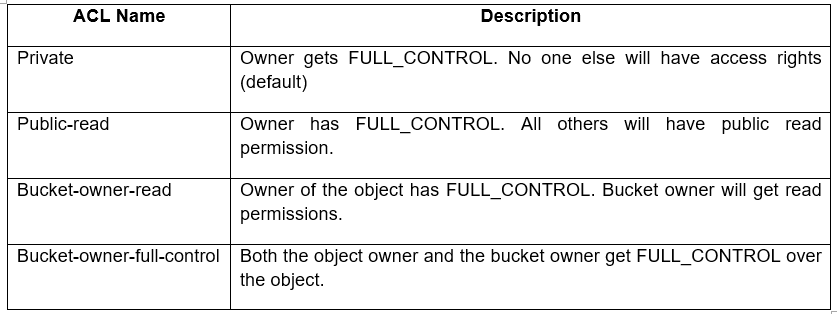 ACL Name Description
Private Owner gets FULL_CONTROL. No one else will have access rights
(default)
Public-read Owner has FULL_CONTROL. All others will have public read
permission.
Bucket-owner-read Owner of the object has FULL_CONTROL. Bucket owner will get read
permissions.
Bucket-owner-full-control Both the object owner and the bucket owner get FULL_CONTROL over
the object.